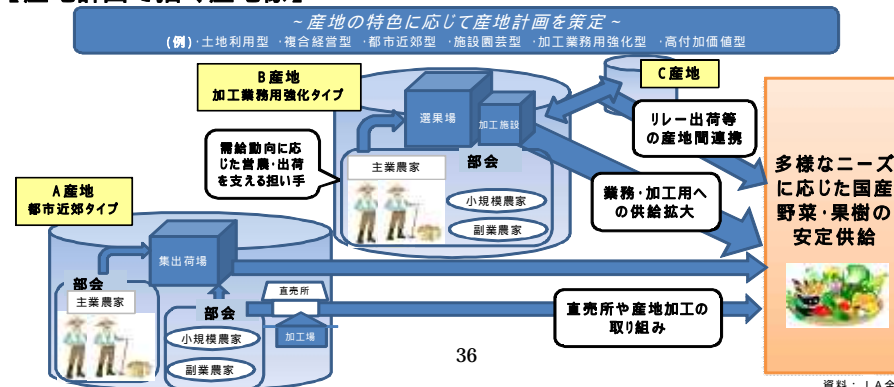 ～産地の特色に応じて産地計画を策定～
(例)・土地利用型 ・複合経営型 ・都市近郊型 ・施設園芸型 ・加工業務用強化型 ・高付加価値型
B産地
加工業務用強化タイプ
C産地
選果場
加工施設
リレー出荷等
の産地間連携
需給動向に応
じた営農・出荷
を支える担い手
主業農家
部会
小規模農家
副業農家
業務・加工用へ
の供給拡大
多様なニーズ
に応じた国産
野菜・果樹の
安定供給
A産地
都市近郊タイプ
集出荷場
部会
主業農家
部会
小規模農家
副業農家
直売所
加工場
直売所や産地加工の
取り組み
36
資料：JA全